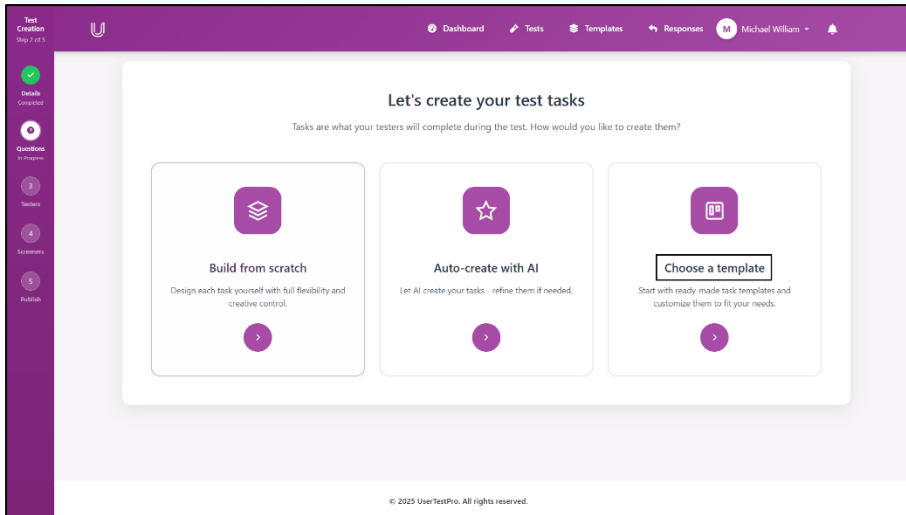 Test
Creation
Step 2 of 5
Details
Completed
Questions
In Progress
3
Testers
4
Screeners
5
Publish
Dashboard
Tests
Templates
Responses
M
Michael William
Let's create your test tasks
Tasks are what your testers will complete during the test. How would you like to create them?
Build from scratch
Design each task yourself with full flexibility and
creative control.
Auto-create with AI
Let AI create your tasks - refine them if needed.
Choose a template
Start with ready-made task templates and
customize them to fit your needs.
© 2025 UserTestPro. All rights reserved.